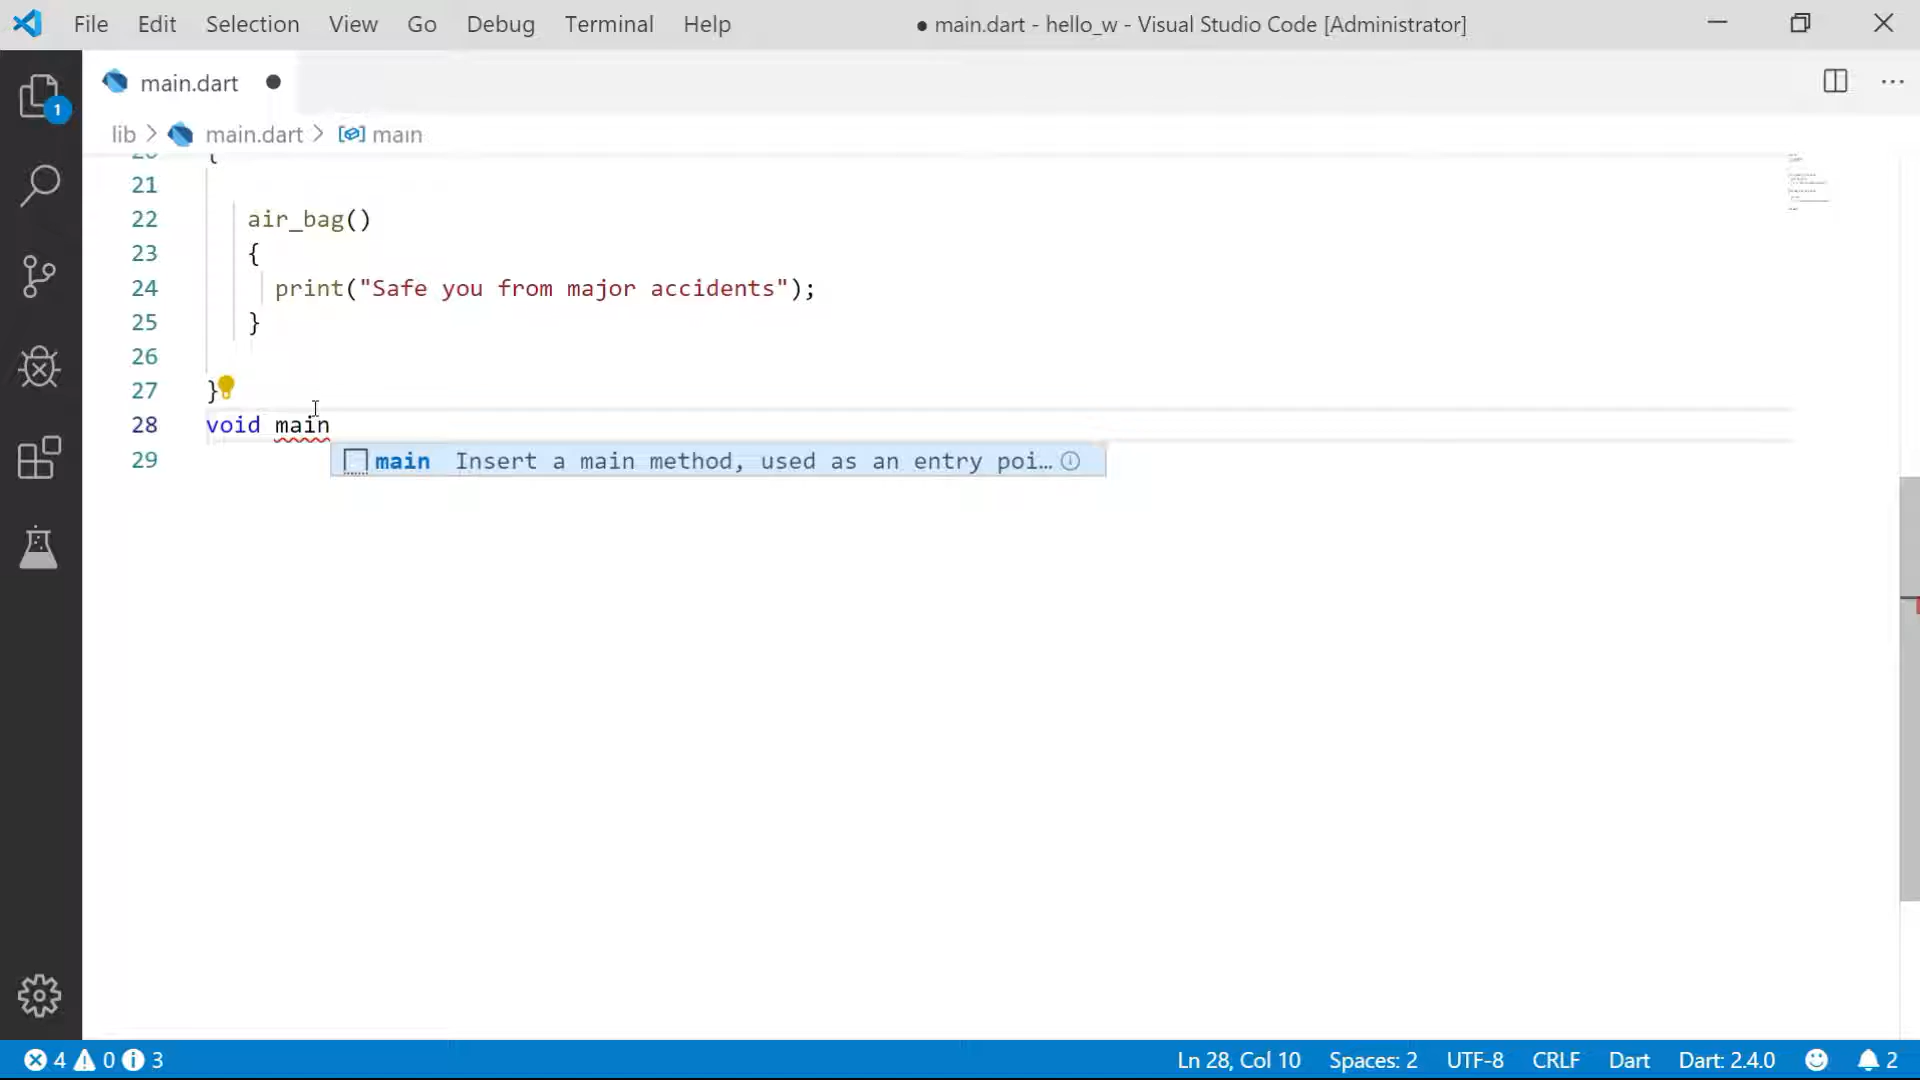 File Edit Selection View Go Debug Terminal Help ● main.dart - hello_w - Visual Studio Code [Administrator]
main.dart
1
lib > main.dart > main
20 {
21
22 air_bag()
23 {
24 print("Safe you from major accidents");
25 }
26
27 }
28 void main
29 main Insert a main method, used as an entry poi…
4 0 3 Ln 28, Col 10 Spaces: 2 UTF-8 CRLF Dart Dart: 2.4.0 2